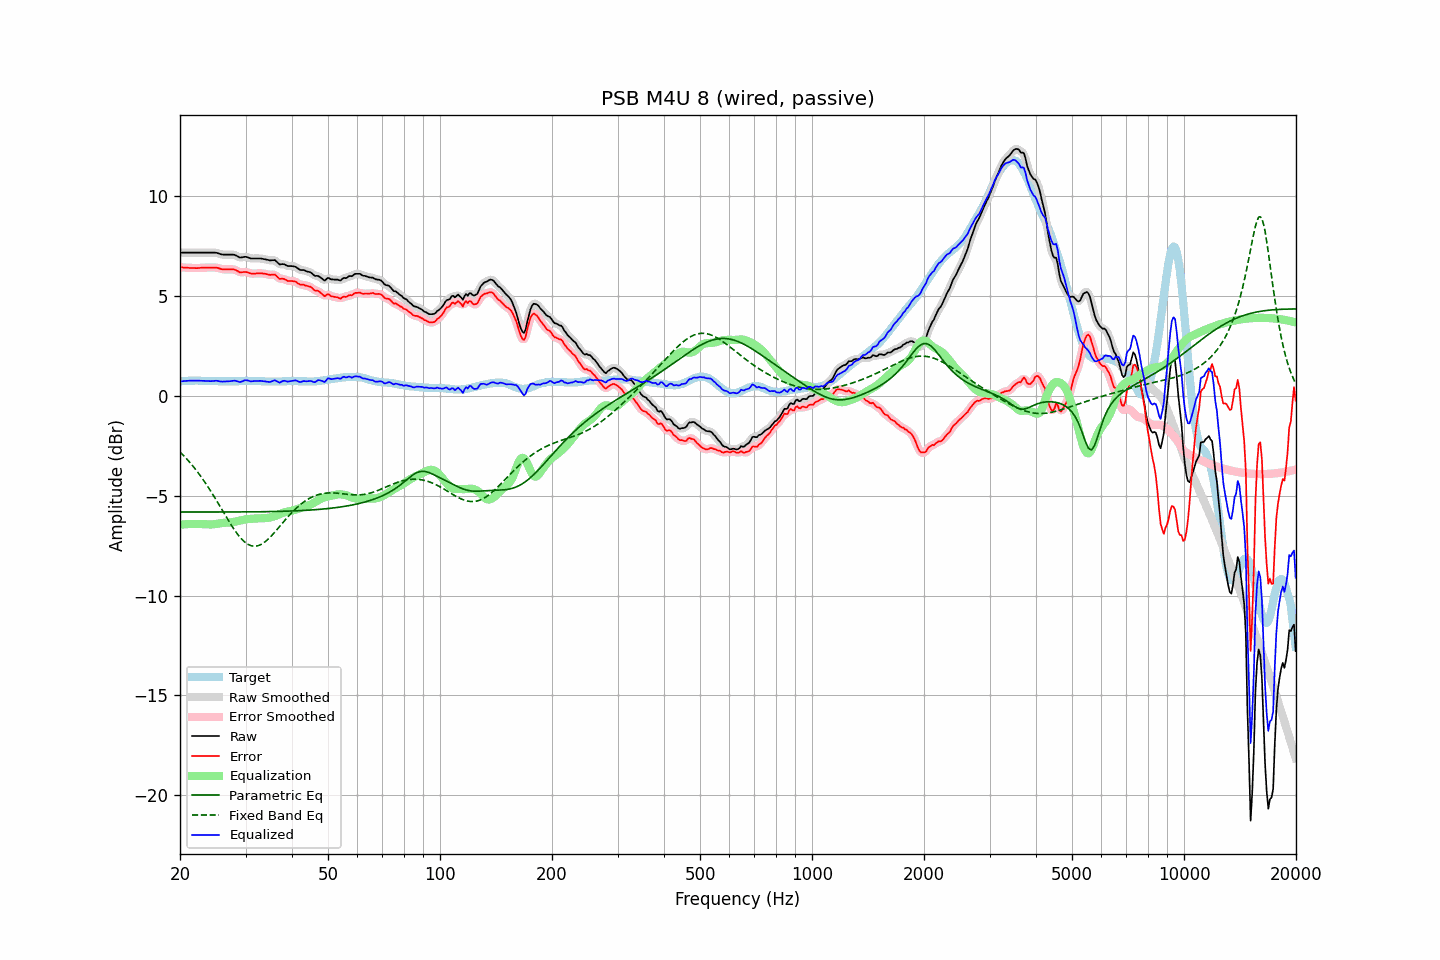 PSB M4U 8 (wired, passive)
Amplitude (dBr)
10
5
0
−5
−10
−15
−20
Target
Raw Smoothed
Error Smoothed
Raw
Error
Equalization
Parametric Eq
Fixed Band Eq
Equalized
20 50 100 200 500 1000 2000 5000 10000 20000
Frequency (Hz)